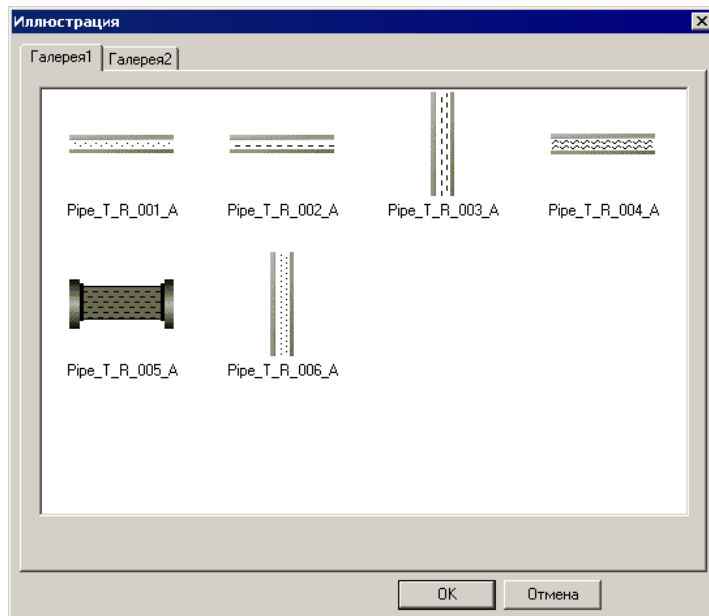 Иллюстрация
Галерея1 Галерея2
Pipe_T_R_001_A Pipe_T_R_002_A Pipe_T_R_003_A Pipe_T_R_004_A
Pipe_T_R_005_A Pipe_T_R_006_A
OK Отмена